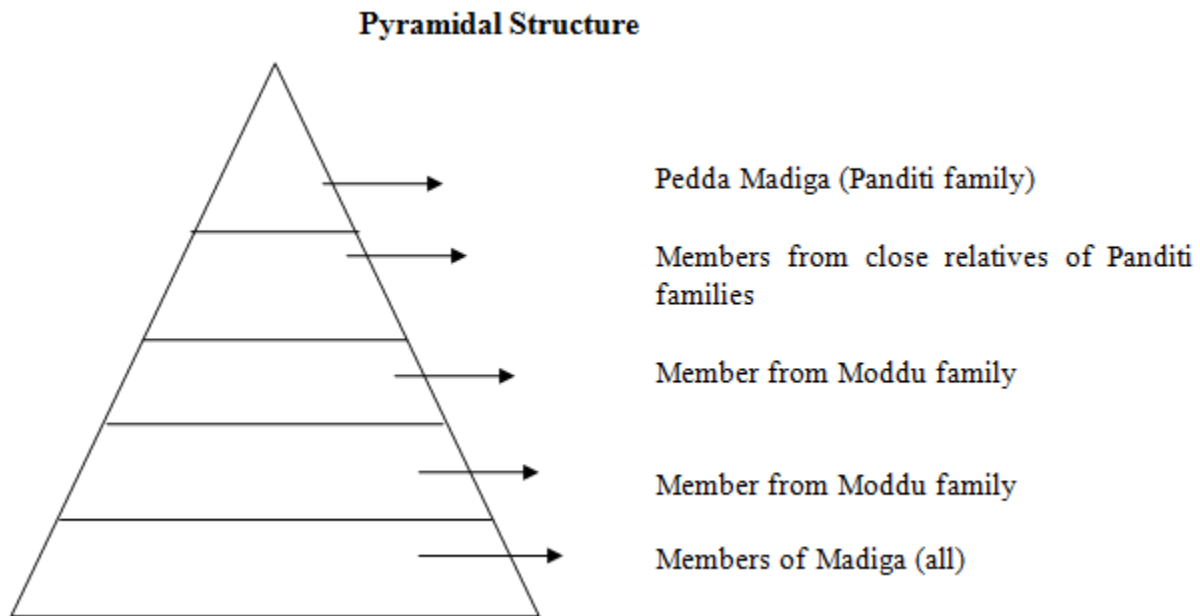 Pyramidal Structure
Pedda Madiga (Panditi family)
Members from close relatives of Panditi
families
Member from Moddu family
Member from Moddu family
Members of Madiga (all)